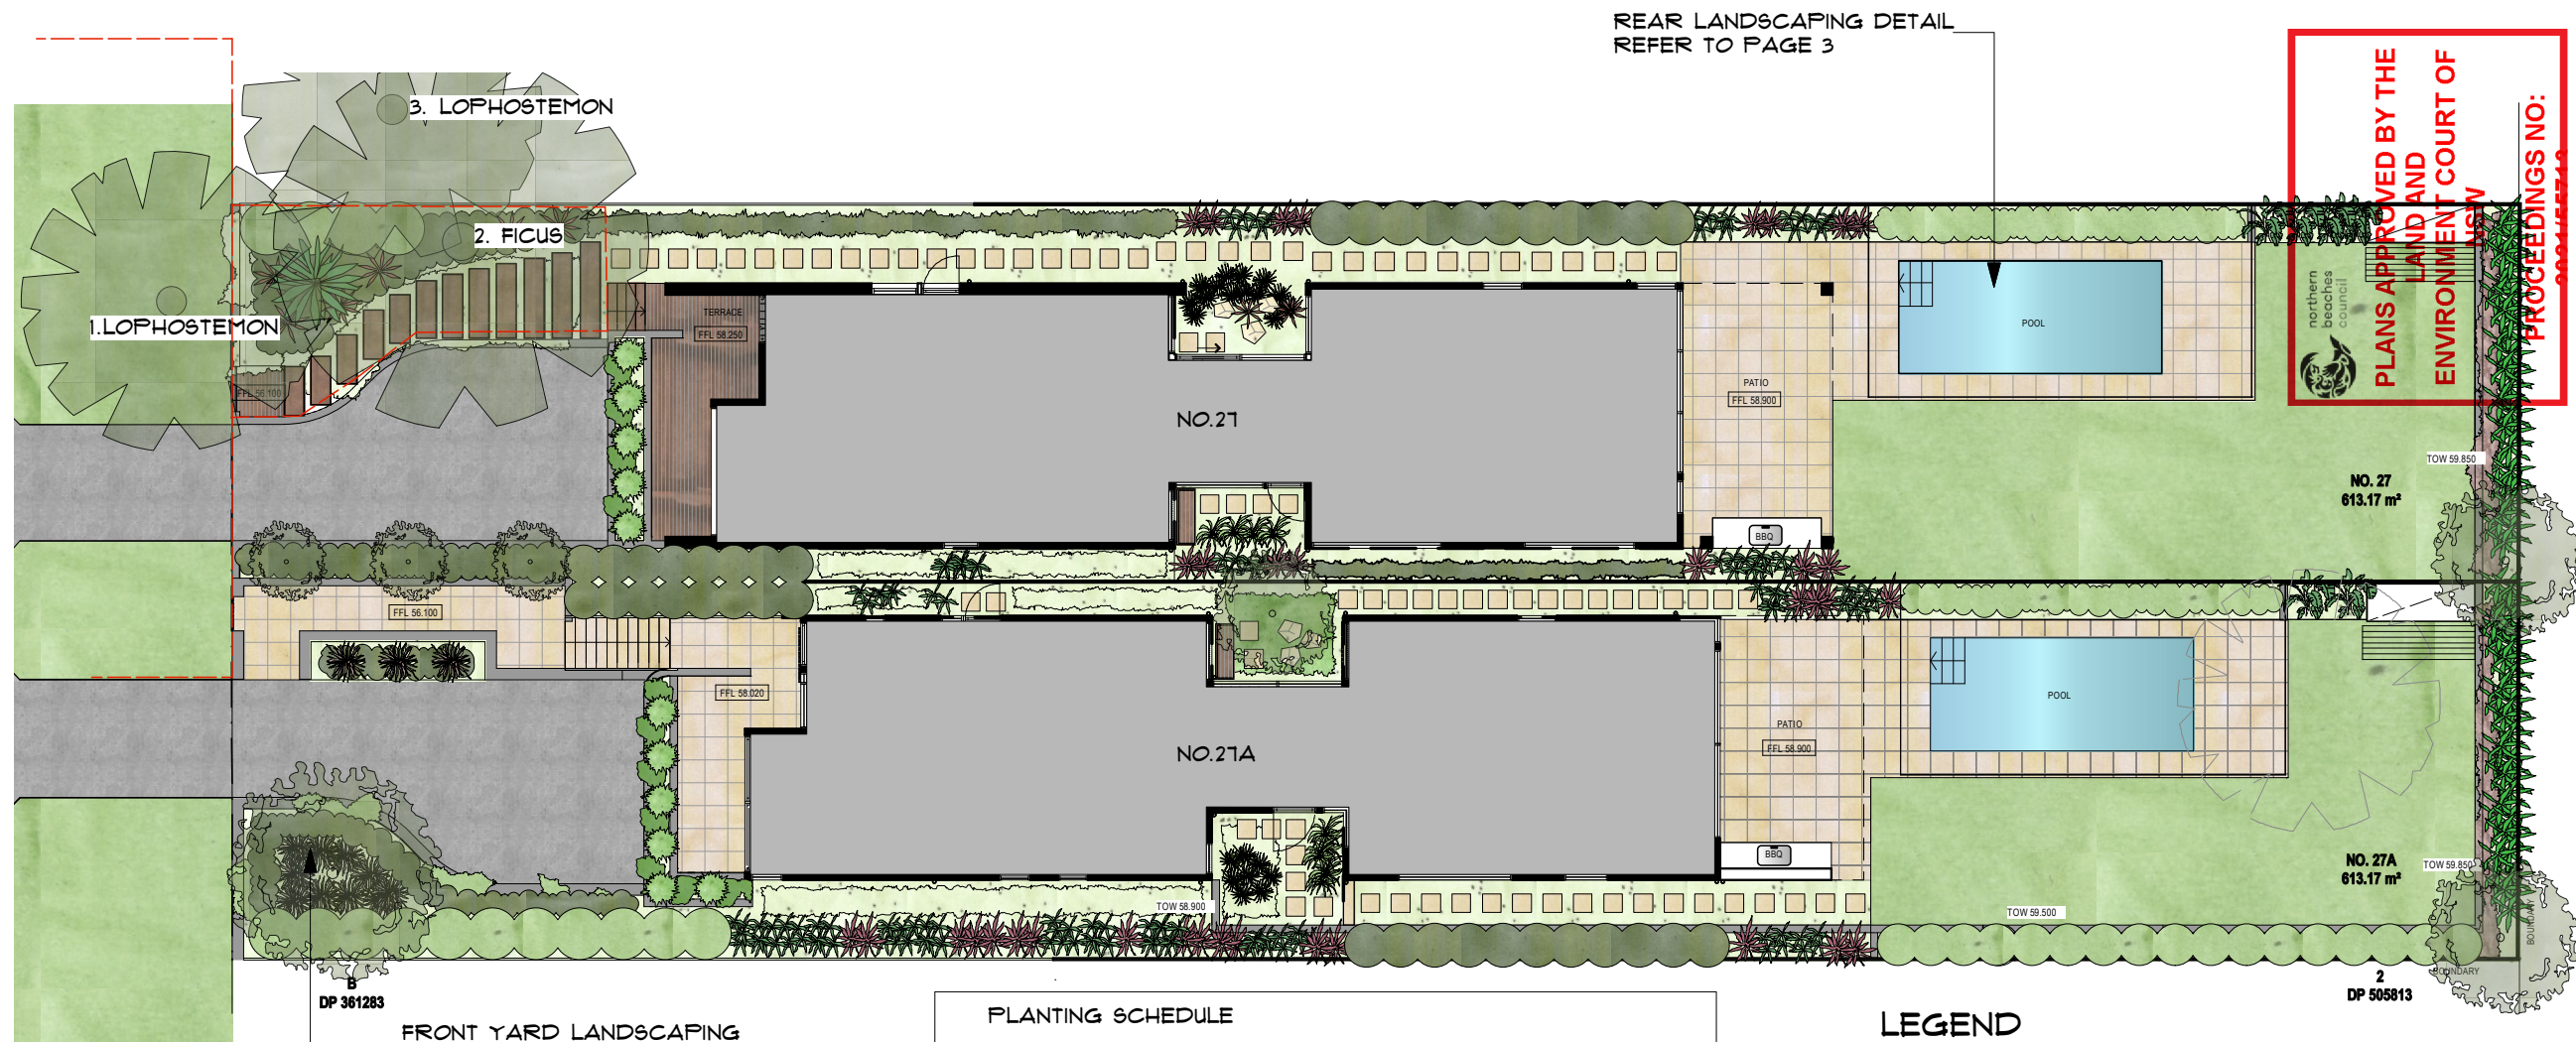 REAR LANDSCAPING DETAIL
REFER TO PAGE 3
PLANS APPROVED BY THE
LAND AND
ENVIRONMENT COURT OF
NSW
PROCEEDINGS NO:
northern
beaches
council
3. LOPHOSTEMON
2. FICUS
1.LOPHOSTEMON
TERRACE
FFL 58.250
FFL 56.100
POOL
PATIO
FFL 58.900
NO.27
TOW 59.850
NO. 27
613.17 m²
BBQ
FFL 56.100
FFL 58.020
POOL
PATIO
FFL 58.900
NO.27A
BBQ
NO. 27A
613.17 m²
TOW 59.850
TOW 58.900
TOW 59.500
BOUNDARY
BOUNDARY
B
DP 361283
2
DP 505813
FRONT YARD LANDSCAPING
PLANTING SCHEDULE
LEGEND